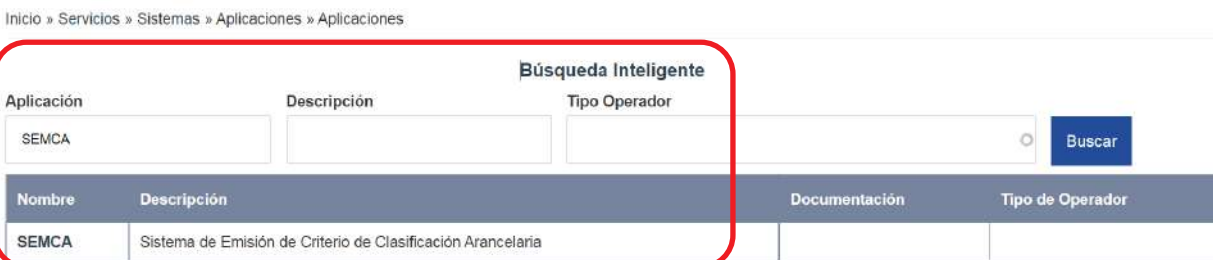 Inicio » Servicios » Sistemas » Aplicaciones » Aplicaciones
Búsqueda Inteligente
Aplicación Descripción Tipo Operador
SEMCA Buscar
Nombre Descripción Documentación Tipo de Operador
SEMCA Sistema de Emisión de Criterio de Clasificación Arancelaria